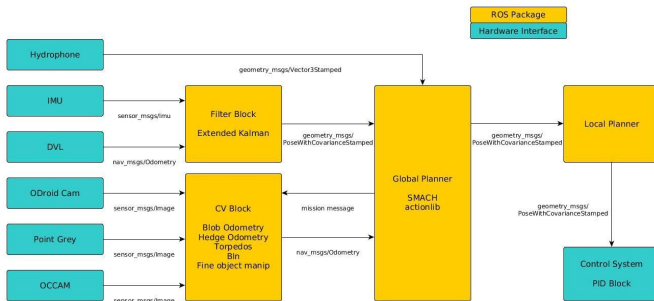 ROS Package
Hardware Interface
Hydrophone
geometry_msgs/Vector3Stamped
IMU
sensor_msgs/Imu
DVL
nav_msgs/Odometry
Filter Block
Extended Kalman
geometry_msgs/
PoseWithCovarianceStamped
ODroid Cam
sensor_msgs/Image
Point Grey
sensor_msgs/Image
OCCAM
sensor_msgs/Image
CV Block
Blob Odometry
Hedge Odometry
Torpedos
Bin
Fine object manip
mission message
nav_msgs/Odometry
Global Planner
SMACH
actionlib
geometry_msgs/
PoseWithCovarianceStamped
Local Planner
geometry_msgs/
PoseWithCovarianceStamped
Control System
PID Block